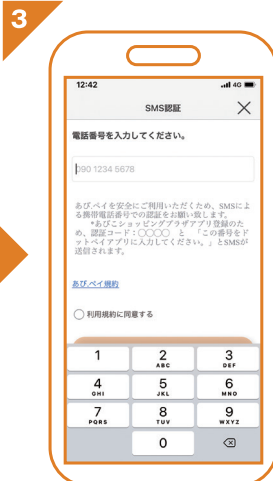 3
12:42
4G
SMS認証
電話番号を入力してください。
090 1234 5678
あび.ペイを安全にご利用いただくため、SMSによ
る携帯電話番号での認証をお願い致します。
*あびこショッピングプラザアプリ登録のた
め、認証コード：〇〇〇〇 と 「この番号をド
ットペイアプリに入力してください。」とSMSが
送信されます。
あび.ペイ規約
利用規約に同意する
1
2
ABC
3
DEF
4
GHI
5
JKL
6
MNO
7
PQRS
8
TUV
9
WXYZ
0